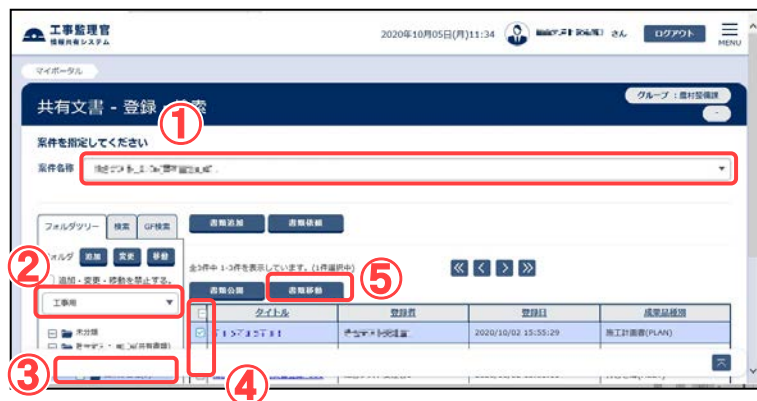 工事監理官
情報共有システム
2020年10月05日(月)11:34
さん
ログアウト
MENU
マイポータル
共有文書 - 登録・検索
グループ：農村整備課
-
①
案件を指定してください
案件名称
フォルダツリー
検索
GF検索
書類追加
書類依頼
フォルダ
追加
変更
移動
②
追加・変更・移動を禁止する。
全3件中 1-3件を表示しています。(1件選択中)
⑤
工事用
書類公開
書類移動
タイトル
登録者
登録日
成果品種別
未分類
2020/10/02 15:55:29
施工計画書(PLAN)
③
④